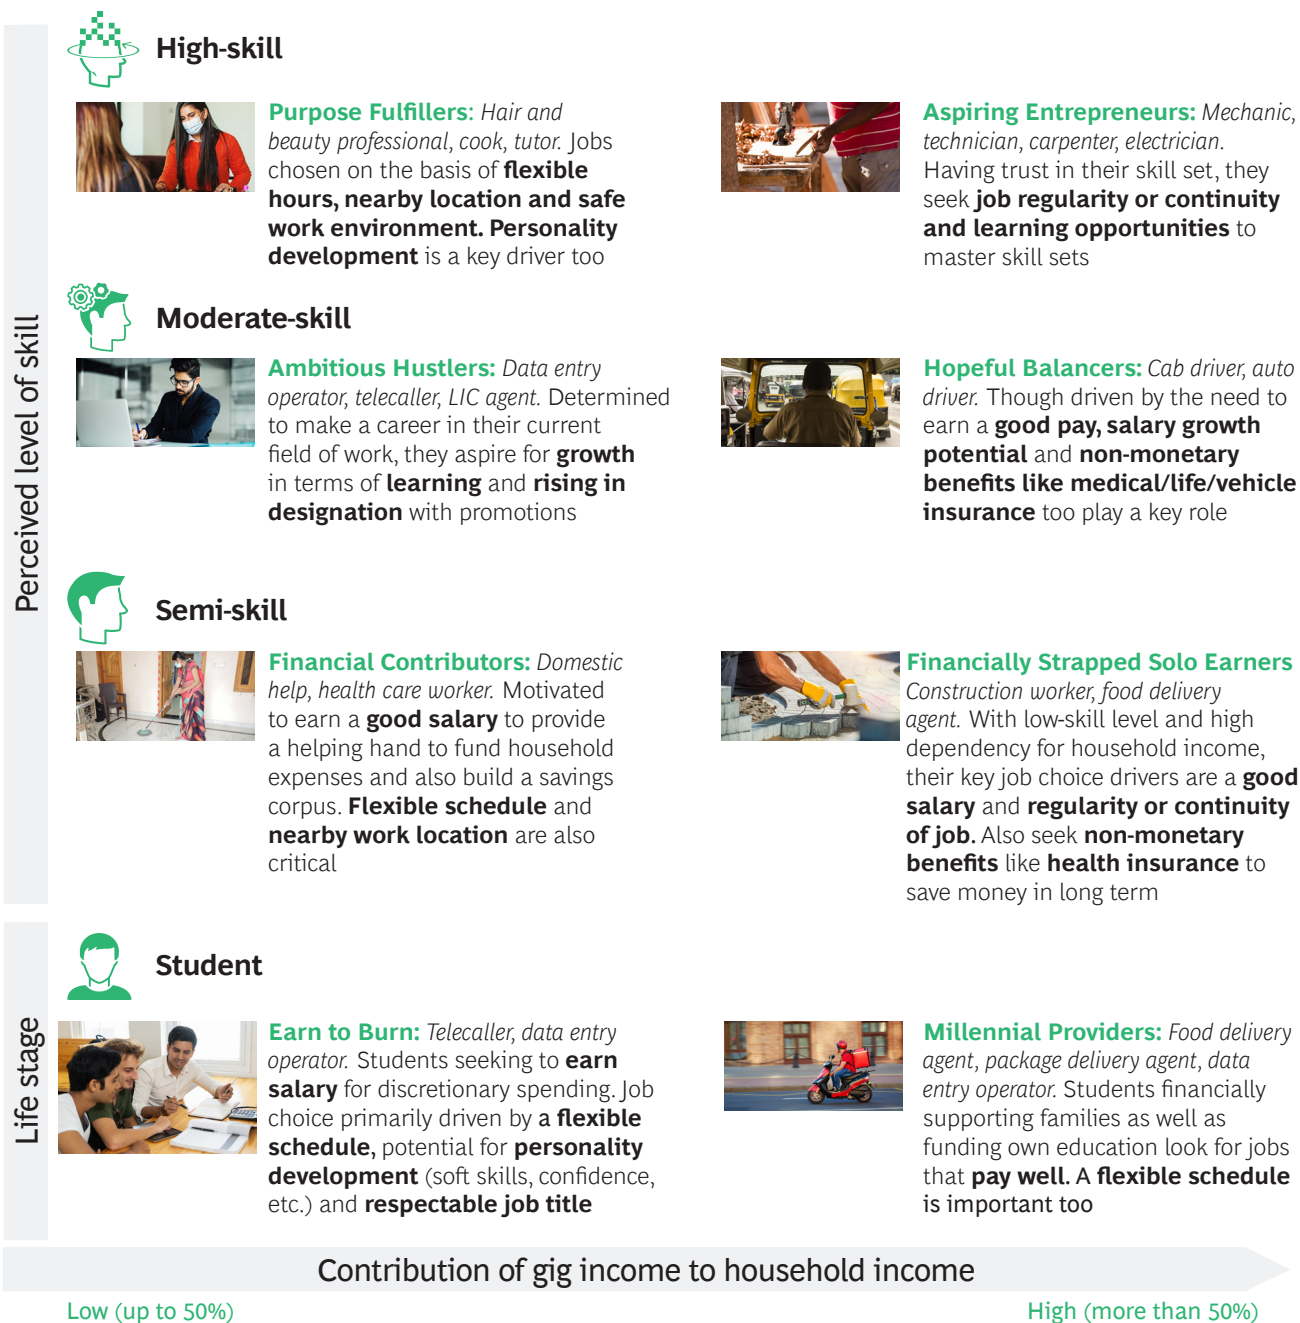 High-skill
Purpose Fulfillers: Hair and
beauty professional, cook, tutor. Jobs
chosen on the basis of flexible
hours, nearby location and safe
work environment. Personality
development is a key driver too
Aspiring Entrepreneurs: Mechanic,
technician, carpenter, electrician.
Having trust in their skill set, they
seek job regularity or continuity
and learning opportunities to
master skill sets
Perceived level of skill
Moderate-skill
Ambitious Hustlers: Data entry
operator, telecaller, LIC agent. Determined
to make a career in their current
field of work, they aspire for growth
in terms of learning and rising in
designation with promotions
Hopeful Balancers: Cab driver, auto
driver. Though driven by the need to
earn a good pay, salary growth
potential and non-monetary
benefits like medical/life/vehicle
insurance too play a key role
Semi-skill
Financial Contributors: Domestic
help, health care worker. Motivated
to earn a good salary to provide
a helping hand to fund household
expenses and also build a savings
corpus. Flexible schedule and
nearby work location are also
critical
Financially Strapped Solo Earners
Construction worker, food delivery
agent. With low-skill level and high
dependency for household income,
their key job choice drivers are a good
salary and regularity or continuity
of job. Also seek non-monetary
benefits like health insurance to
save money in long term
Life stage
Student
Earn to Burn: Telecaller, data entry
operator. Students seeking to earn
salary for discretionary spending. Job
choice primarily driven by a flexible
schedule, potential for personality
development (soft skills, confidence,
etc.) and respectable job title
Millennial Providers: Food delivery
agent, package delivery agent, data
entry operator. Students financially
supporting families as well as
funding own education look for jobs
that pay well. A flexible schedule
is important too
Contribution of gig income to household income
Low (up to 50%)
High (more than 50%)